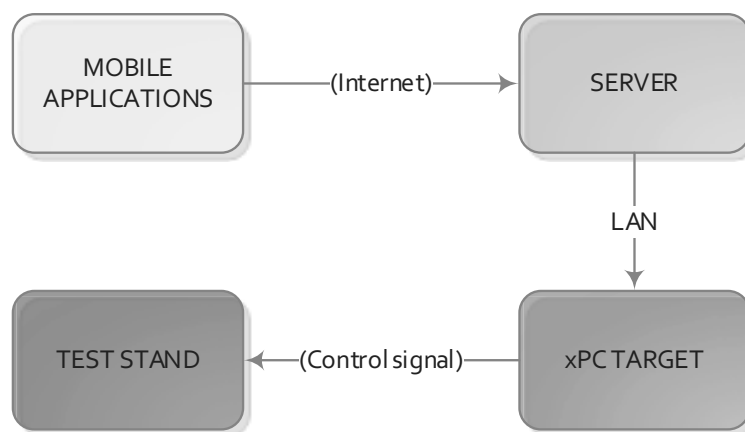 MOBILE
APPLICATIONS
(Internet)
SERVER
LAN
TEST STAND
(Control signal)
xPC TARGET